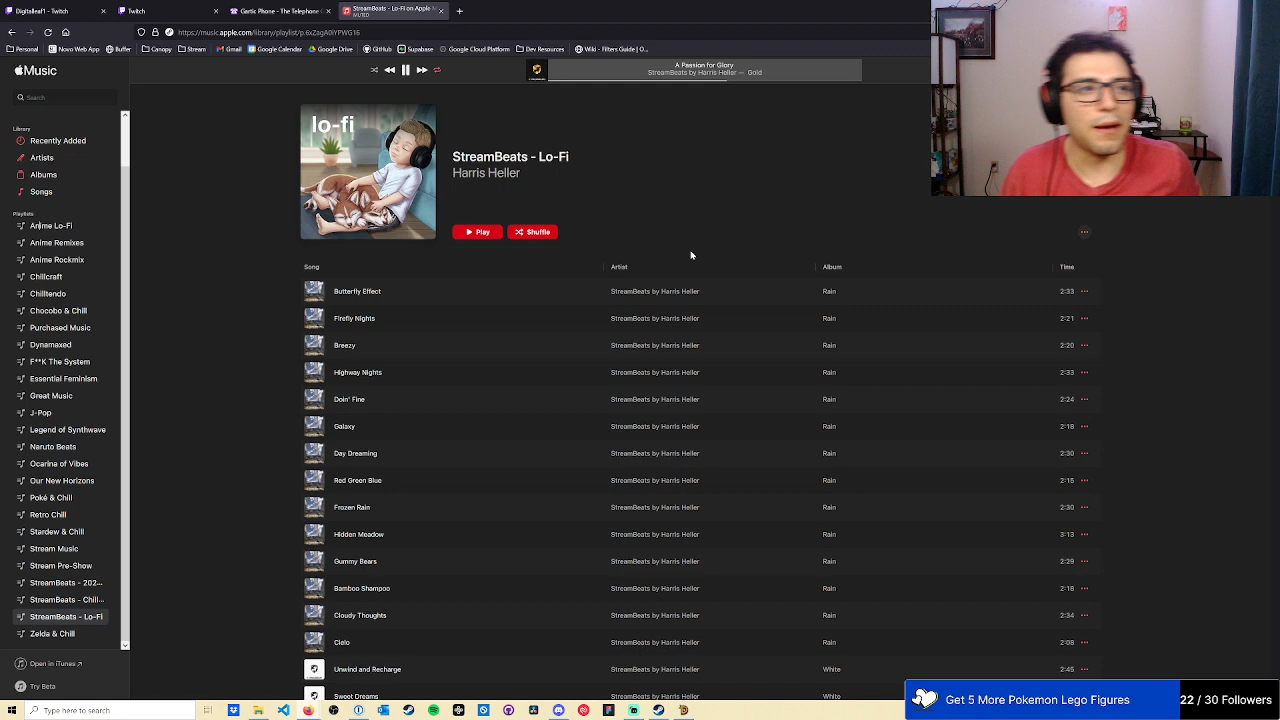 Digitaleaf1 - Twitch
Twitch
Gartic Phone - The Telephone G
StreamBeats - Lo-Fi on Apple M
MUTED
https://music.apple.com/library/playlist/p.6xZagA0iYPWG16
Personal
Novo Web App
Buffer
Canopy
Stream
Gmail
Google Calendar
Google Drive
GitHub
Supabase
Google Cloud Platform
Dev Resources
Wiki - Filters Guide | O...
Music
A Passion for Glory
StreamBeats by Harris Heller — Gold
Search
Library
Recently Added
Artists
Albums
Songs
Playlists
Anime Lo-Fi
Anime Remixes
Anime Rockmix
Chillcraft
Chilltendo
Chocobo & Chill
Purchased Music
Dynamexed
F**K The System
Essential Feminism
Great Music
J-Pop
Legend of Synthwave
Naruto Beats
Ocarina of Vibes
Our New Horizons
Poké & Chill
Retro Chill
Stardew & Chill
Stream Music
Stream Pre-Show
StreamBeats - 202...
StreamBeats - Chill...
StreamBeats - Lo-Fi
Zelda & Chill
Open in iTunes ↗
Try Beta
lo-fi
StreamBeats - Lo-Fi
Harris Heller
Play
Shuffle
Song Artist Album Time
Butterfly Effect StreamBeats by Harris Heller Rain 2:33
Firefly Nights StreamBeats by Harris Heller Rain 2:21
Breezy StreamBeats by Harris Heller Rain 2:20
Highway Nights StreamBeats by Harris Heller Rain 2:33
Doin' Fine StreamBeats by Harris Heller Rain 2:24
Galaxy StreamBeats by Harris Heller Rain 2:18
Day Dreaming StreamBeats by Harris Heller Rain 2:30
Red Green Blue StreamBeats by Harris Heller Rain 2:15
Frozen Rain StreamBeats by Harris Heller Rain 2:30
Hidden Meadow StreamBeats by Harris Heller Rain 3:13
Gummy Bears StreamBeats by Harris Heller Rain 2:29
Bamboo Shampoo StreamBeats by Harris Heller Rain 2:18
Cloudy Thoughts StreamBeats by Harris Heller Rain 2:34
Cielo StreamBeats by Harris Heller Rain 2:08
Unwind and Recharge StreamBeats by Harris Heller White 2:45
Sweet Dreams StreamBeats by Harris Heller White
Get 5 More Pokemon Lego Figures 22 / 30 Followers
Type here to search